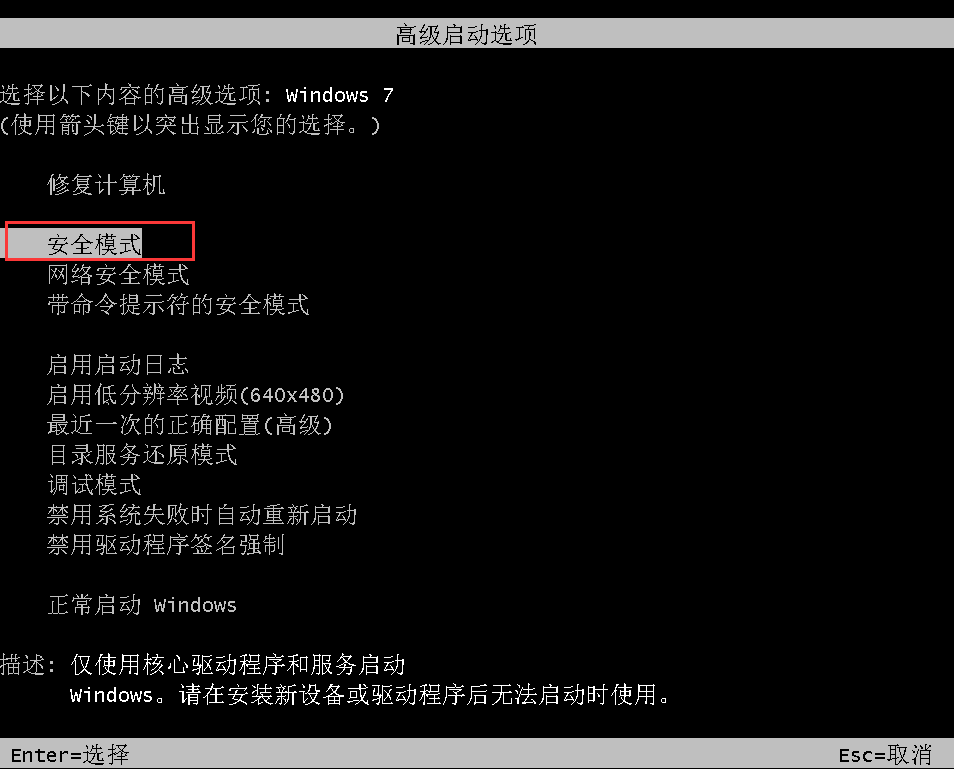 高级启动选项
选择以下内容的高级选项: Windows 7
(使用箭头键以突出显示您的选择。)
修复计算机
安全模式
网络安全模式
带命令提示符的安全模式
启用启动日志
启用低分辨率视频(640x480)
最近一次的正确配置(高级)
目录服务还原模式
调试模式
禁用系统失败时自动重新启动
禁用驱动程序签名强制
正常启动 Windows
描述: 仅使用核心驱动程序和服务启动
Windows。请在安装新设备或驱动程序后无法启动时使用。
Enter=选择 Esc=取消